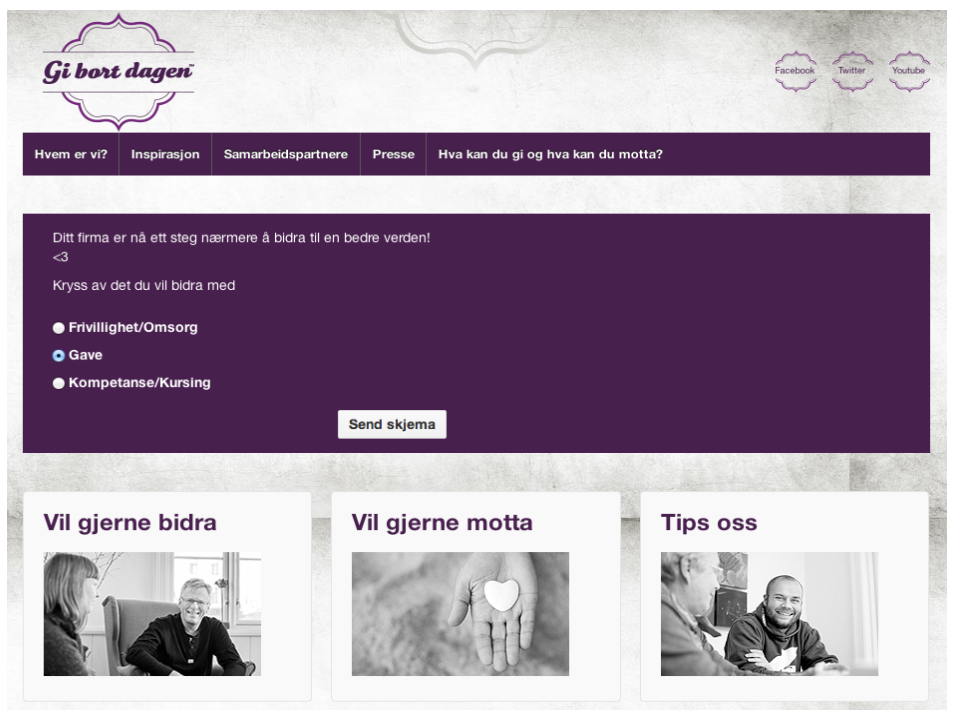 Gi bort dagen™
Facebook
Twitter
Youtube
Hvem er vi?
Inspirasjon
Samarbeidspartnere
Presse
Hva kan du gi og hva kan du motta?
Ditt firma er nå ett steg nærmere å bidra til en bedre verden!
<3
Kryss av det du vil bidra med
Frivillighet/Omsorg
Gave
Kompetanse/Kursing
Send skjema
Vil gjerne bidra
Vil gjerne motta
Tips oss